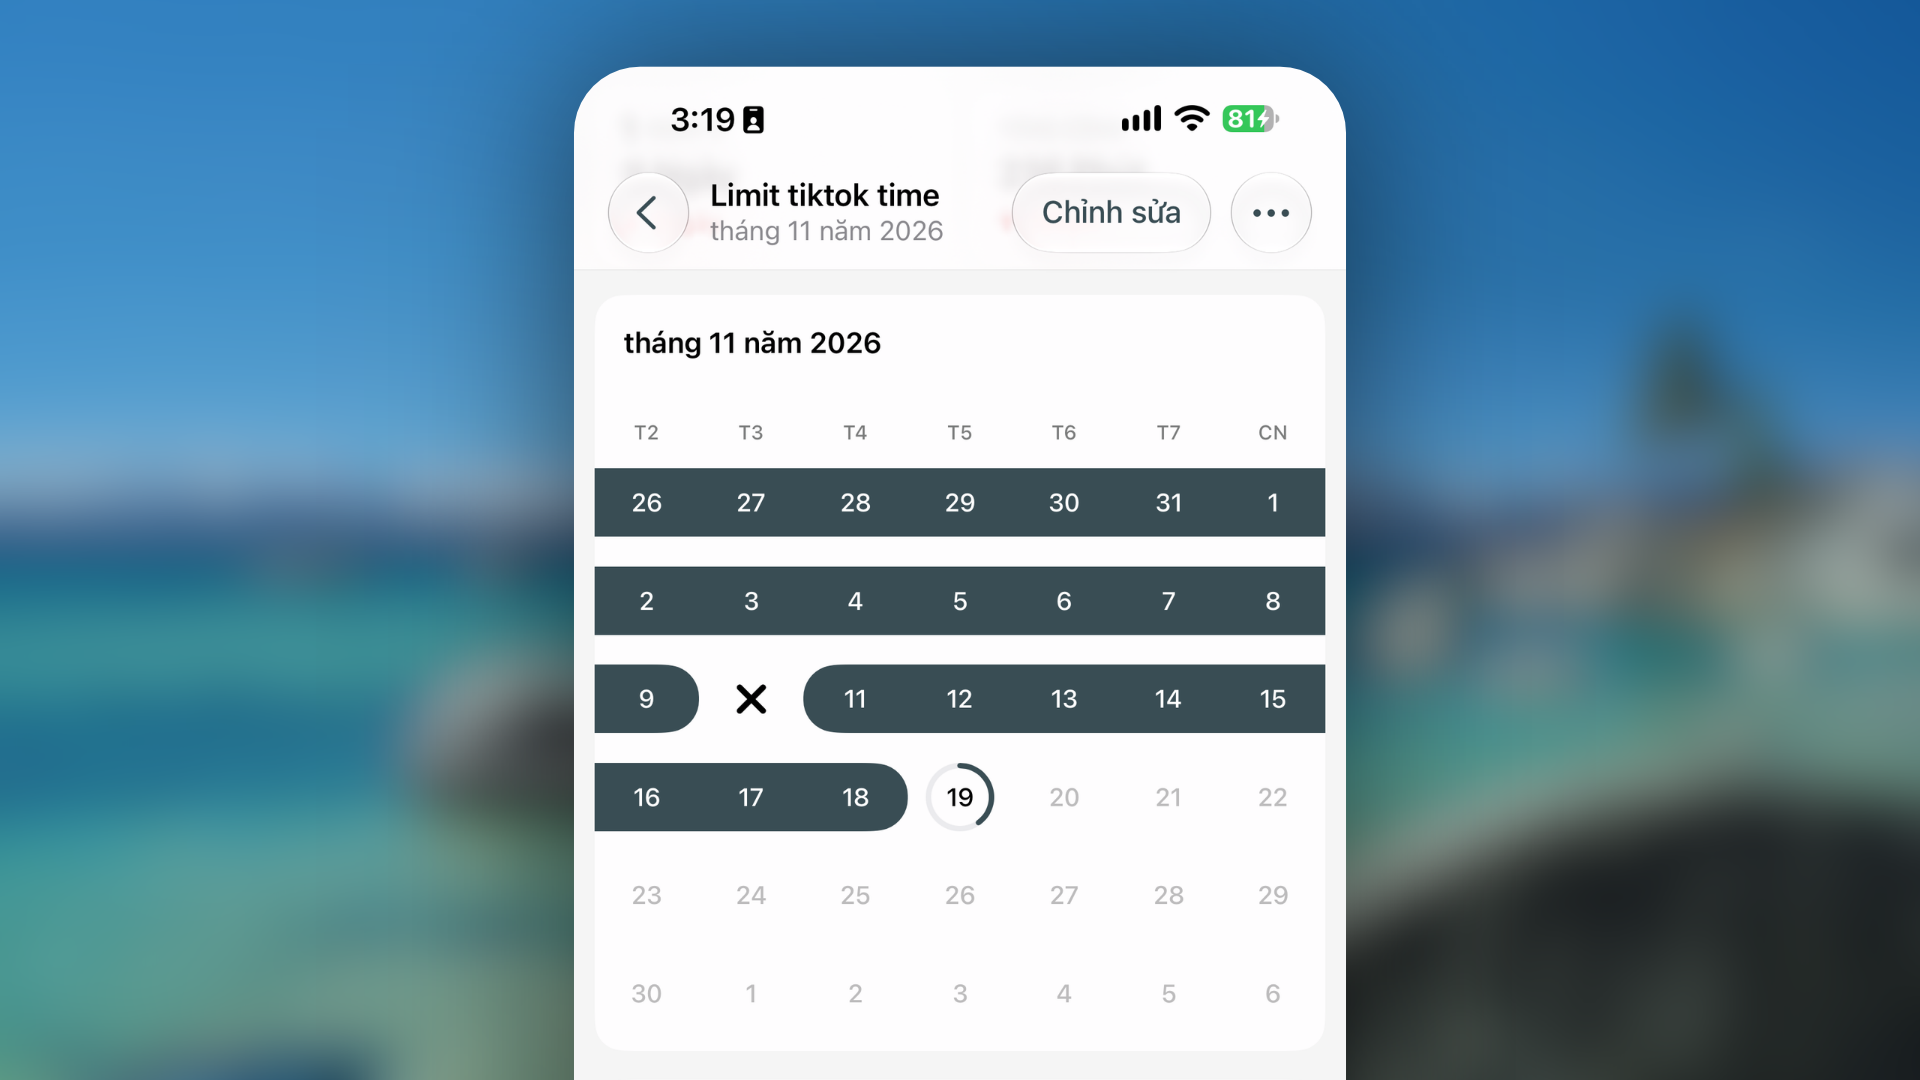 3:19
81
Limit tiktok time
tháng 11 năm 2026
Chỉnh sửa
tháng 11 năm 2026
T2 T3 T4 T5 T6 T7 CN
26 27 28 29 30 31 1
2 3 4 5 6 7 8
9 11 12 13 14 15
16 17 18 19 20 21 22
23 24 25 26 27 28 29
30 1 2 3 4 5 6